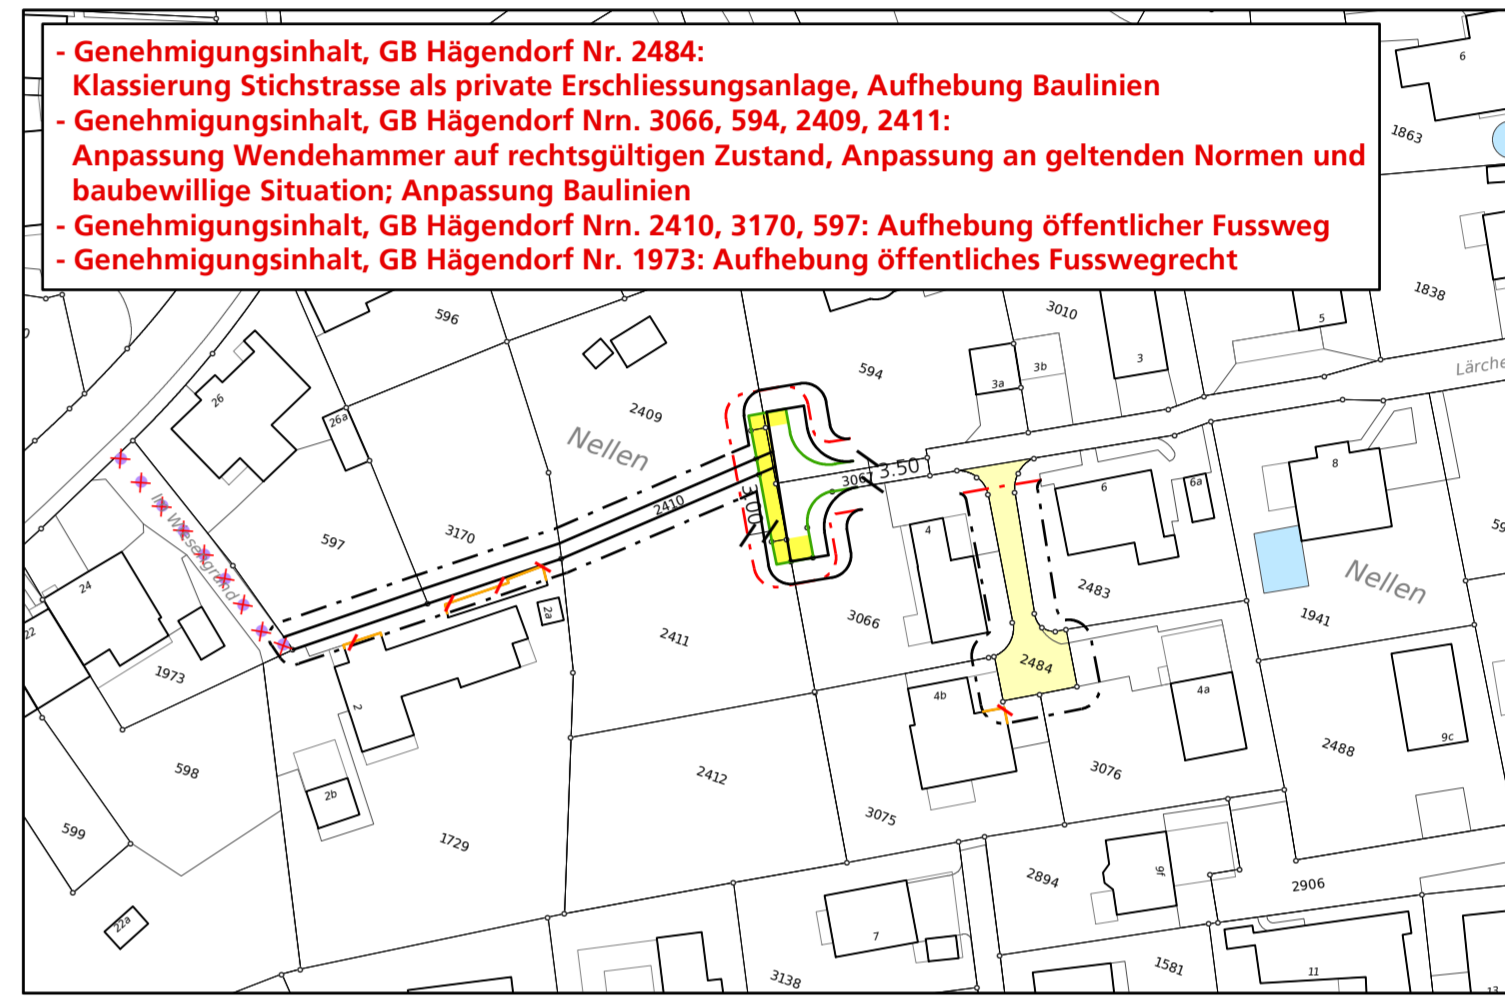 - Genehmigungsinhalt, GB Hägendorf Nr. 2484:
Klassierung Stichstrasse als private Erschliessungsanlage, Aufhebung Baulinien
- Genehmigungsinhalt, GB Hägendorf Nrn. 3066, 594, 2409, 2411:
Anpassung Wendehammer auf rechtsgültigen Zustand, Anpassung an geltenden Normen und
baubewillige Situation; Anpassung Baulinien
- Genehmigungsinhalt, GB Hägendorf Nrn. 2410, 3170, 597: Aufhebung öffentlicher Fussweg
- Genehmigungsinhalt, GB Hägendorf Nr. 1973: Aufhebung öffentliches Fusswegrecht
6
1863
1838
596
3010
5
3
3b
3a
594
Lärche
26
26a
2409
Nellen
3.50
3067
8
6
6a
2410
3.00
3170
597
4
2483
Nellen
1941
24
22
2a
2411
3066
2484
1973
2
4b
4a
9c
2488
598
2b
2412
3076
3075
599
1729
2894
9f
2906
22a
7
3138
1581
11
13